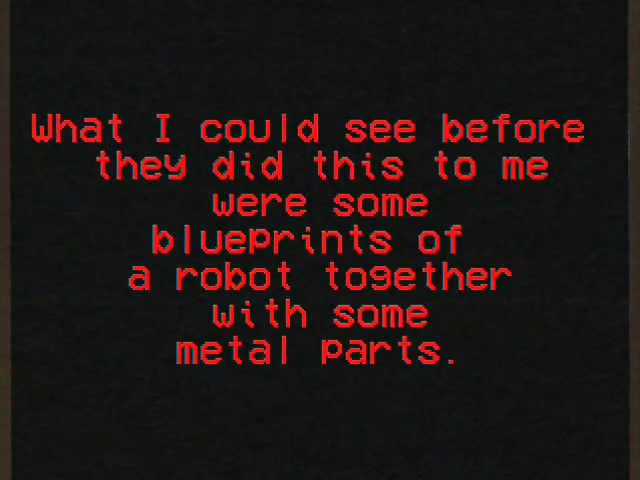 What I could see before
they did this to me
were some
blueprints of
a robot together
with some
metal parts.